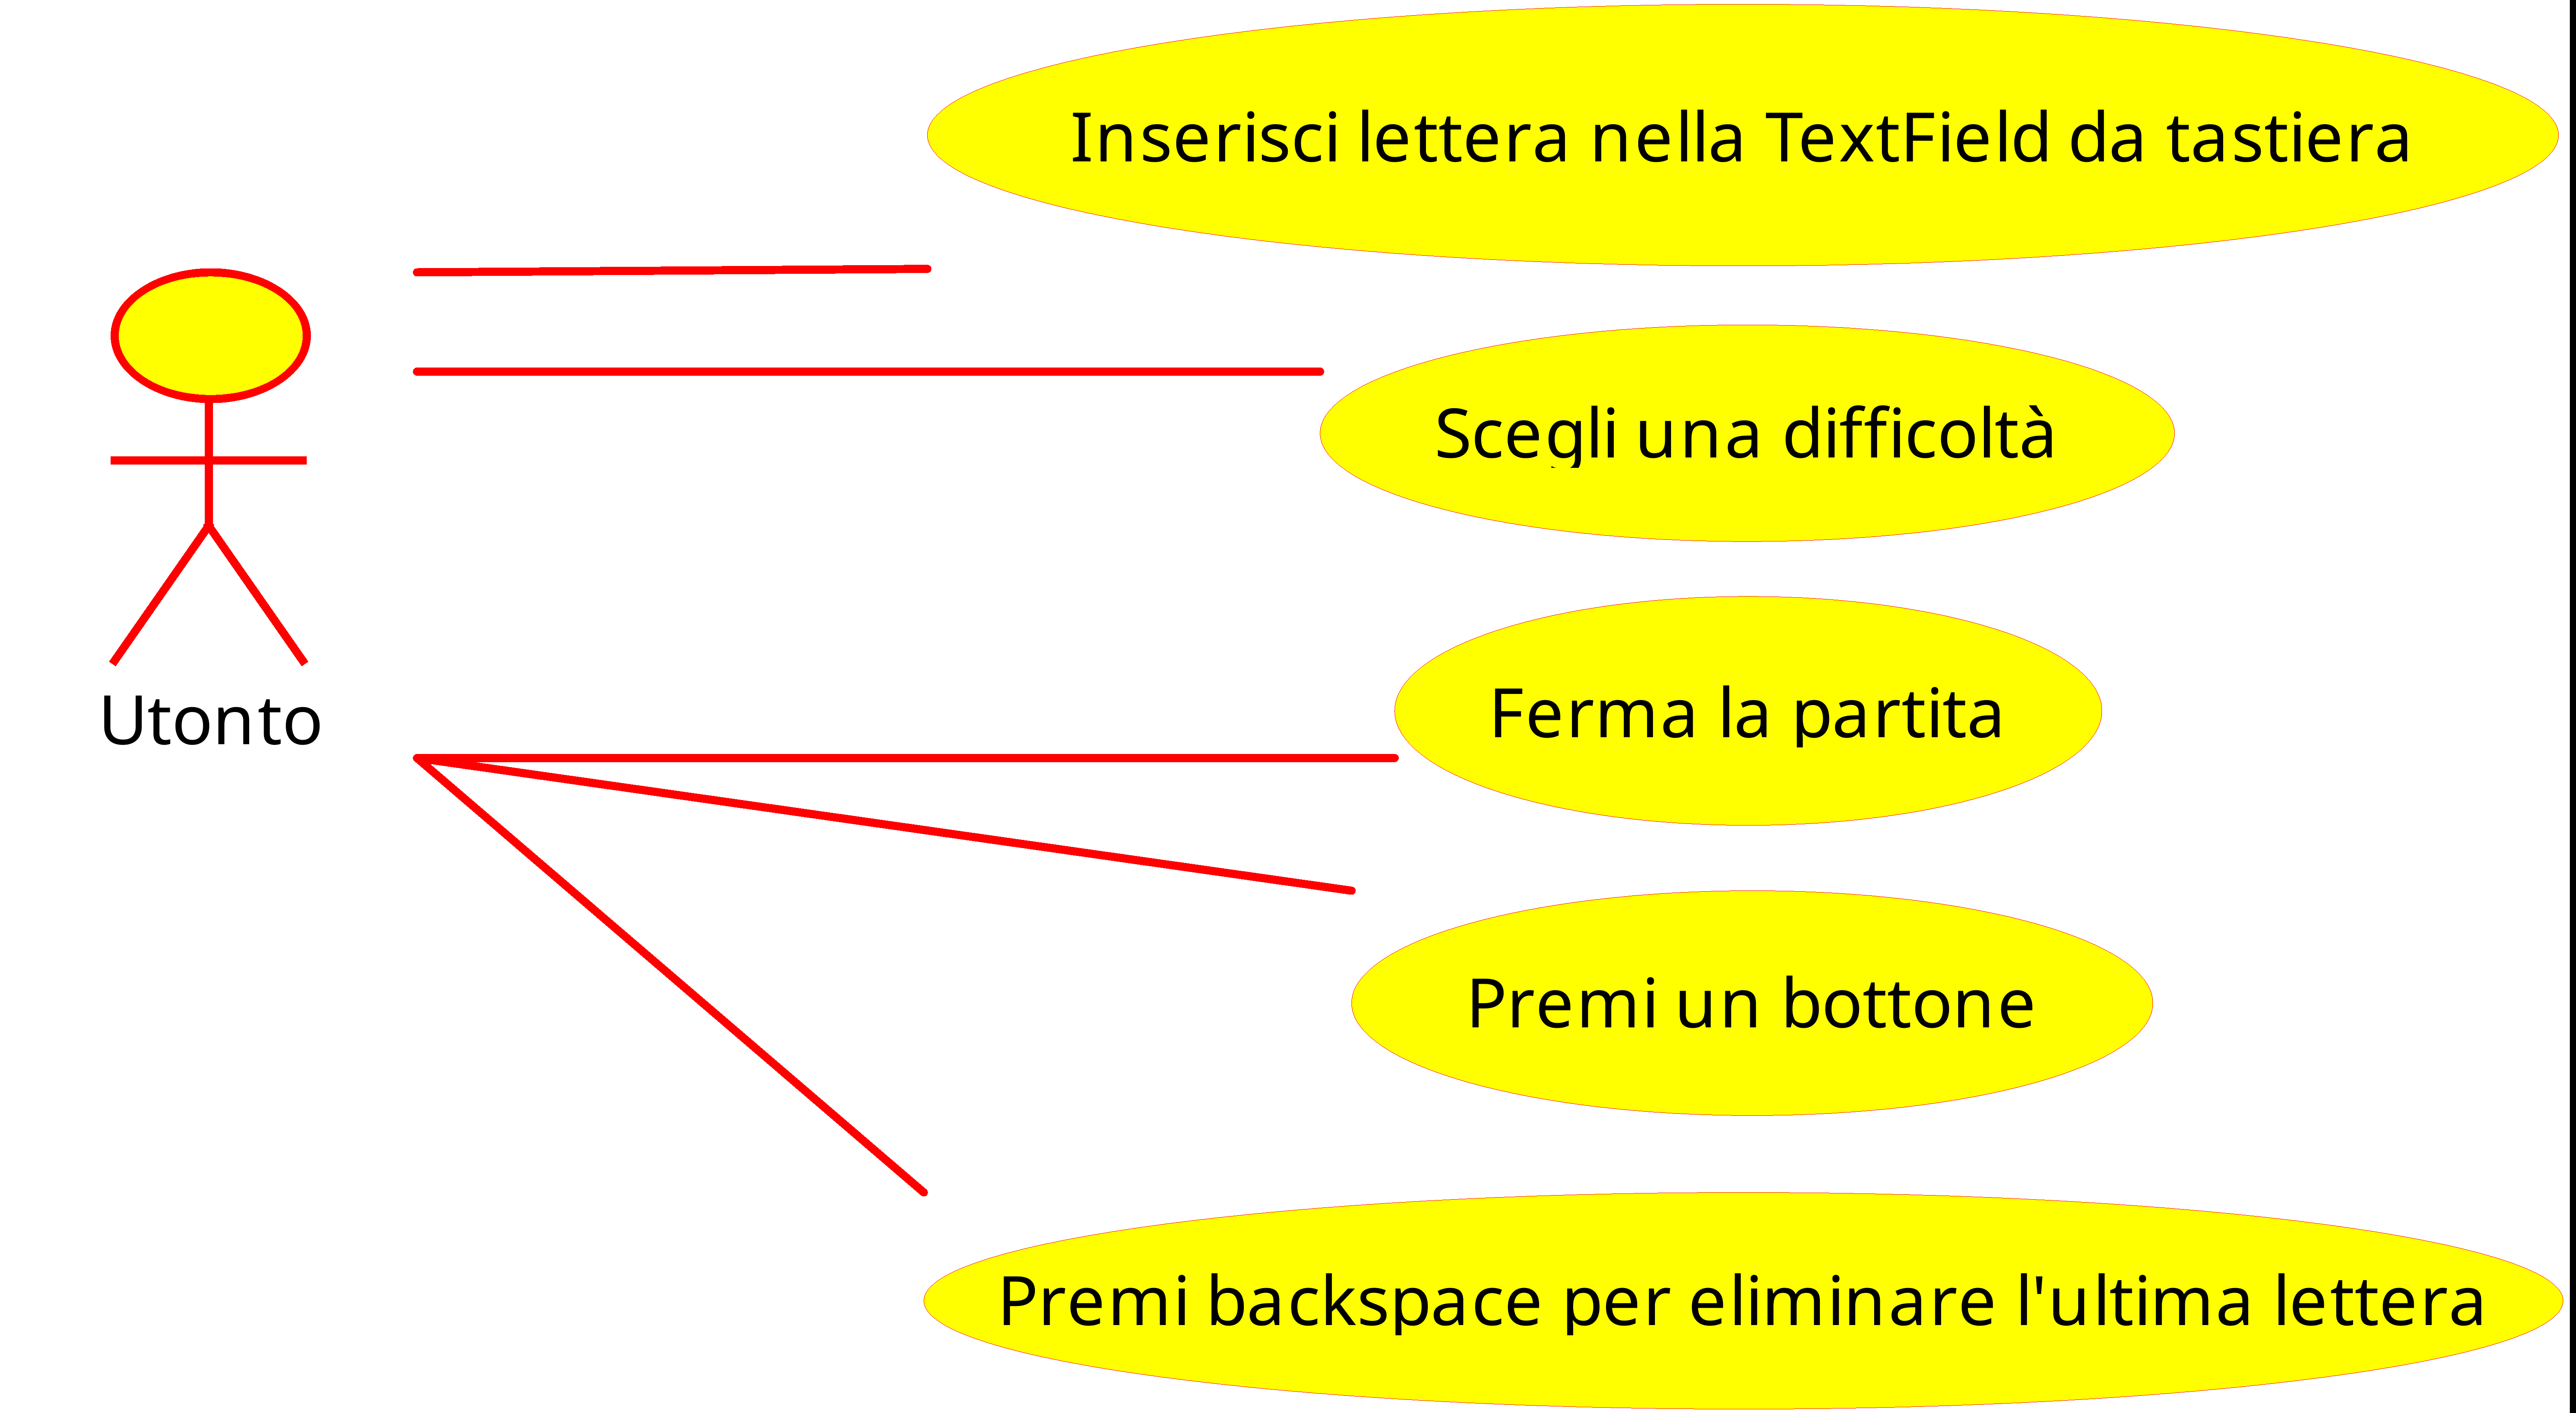 Inserisci lettera nella TextField da tastiera
Scegli una difficoltà
Ferma la partita
Utonto
Premi un bottone
Premi backspace per eliminare l'ultima lettera